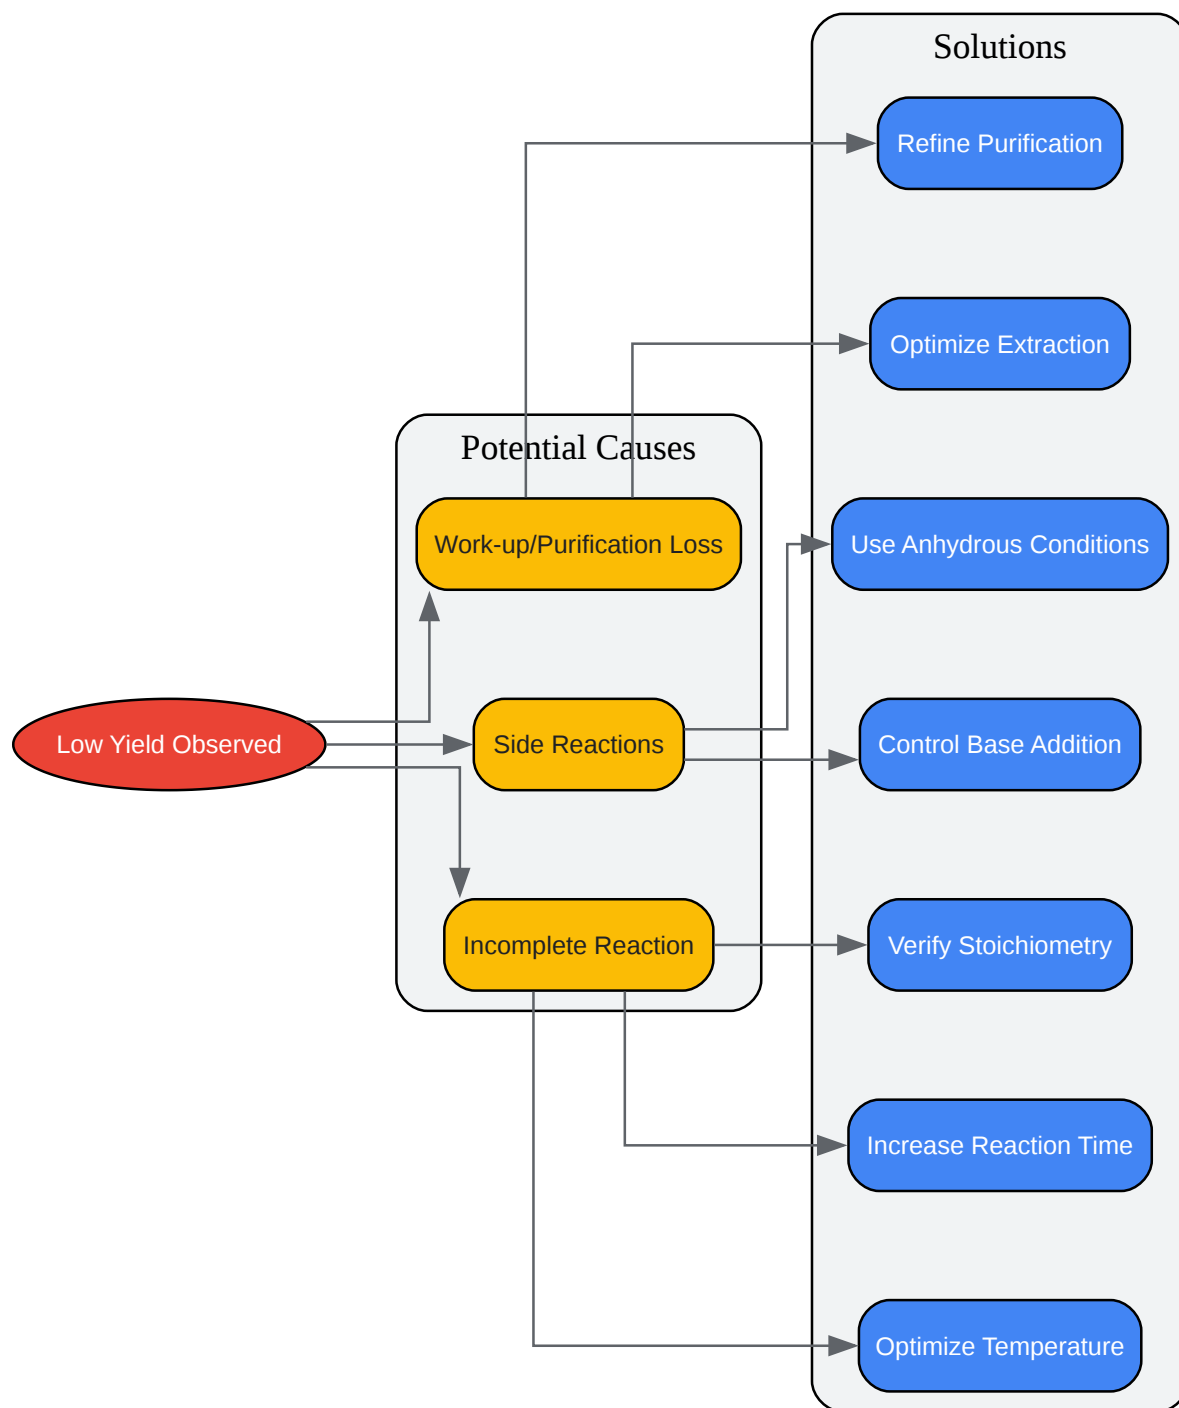 Solutions
Refine Purification
Optimize Extraction
Potential Causes
Work-up/Purification Loss
Use Anhydrous Conditions
Low Yield Observed
Side Reactions
Control Base Addition
Incomplete Reaction
Verify Stoichiometry
Increase Reaction Time
Optimize Temperature